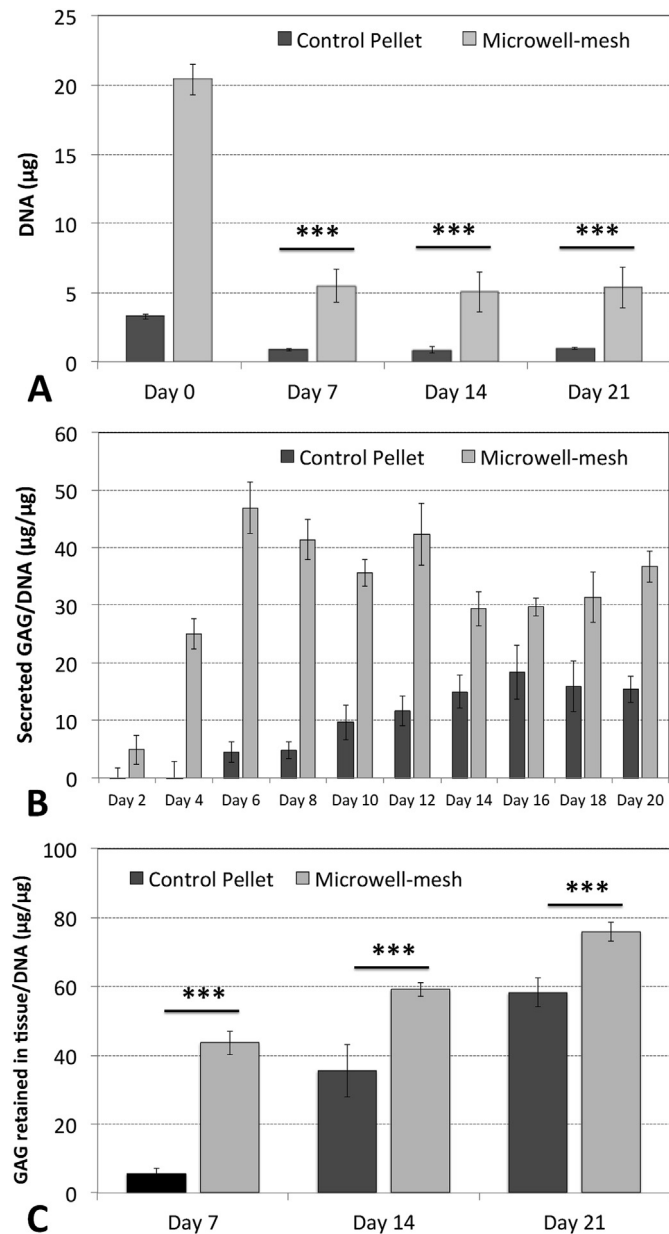 25
Control Pellet Microwell-mesh
20
15
DNA (µg)
10
*** *** ***
5
0
A
Day 0 Day 7 Day 14 Day 21
60
Control Pellet Microwell-mesh
50
40
Secreted GAG/DNA (µg/µg)
30
20
10
0
B
Day 2 Day 4 Day 6 Day 8 Day 10 Day 12 Day 14 Day 16 Day 18 Day 20
100
Control Pellet Microwell-mesh
***
80
***
GAG retained in tissue/DNA (µg/µg)
60
***
40
20
0
C
Day 7 Day 14 Day 21